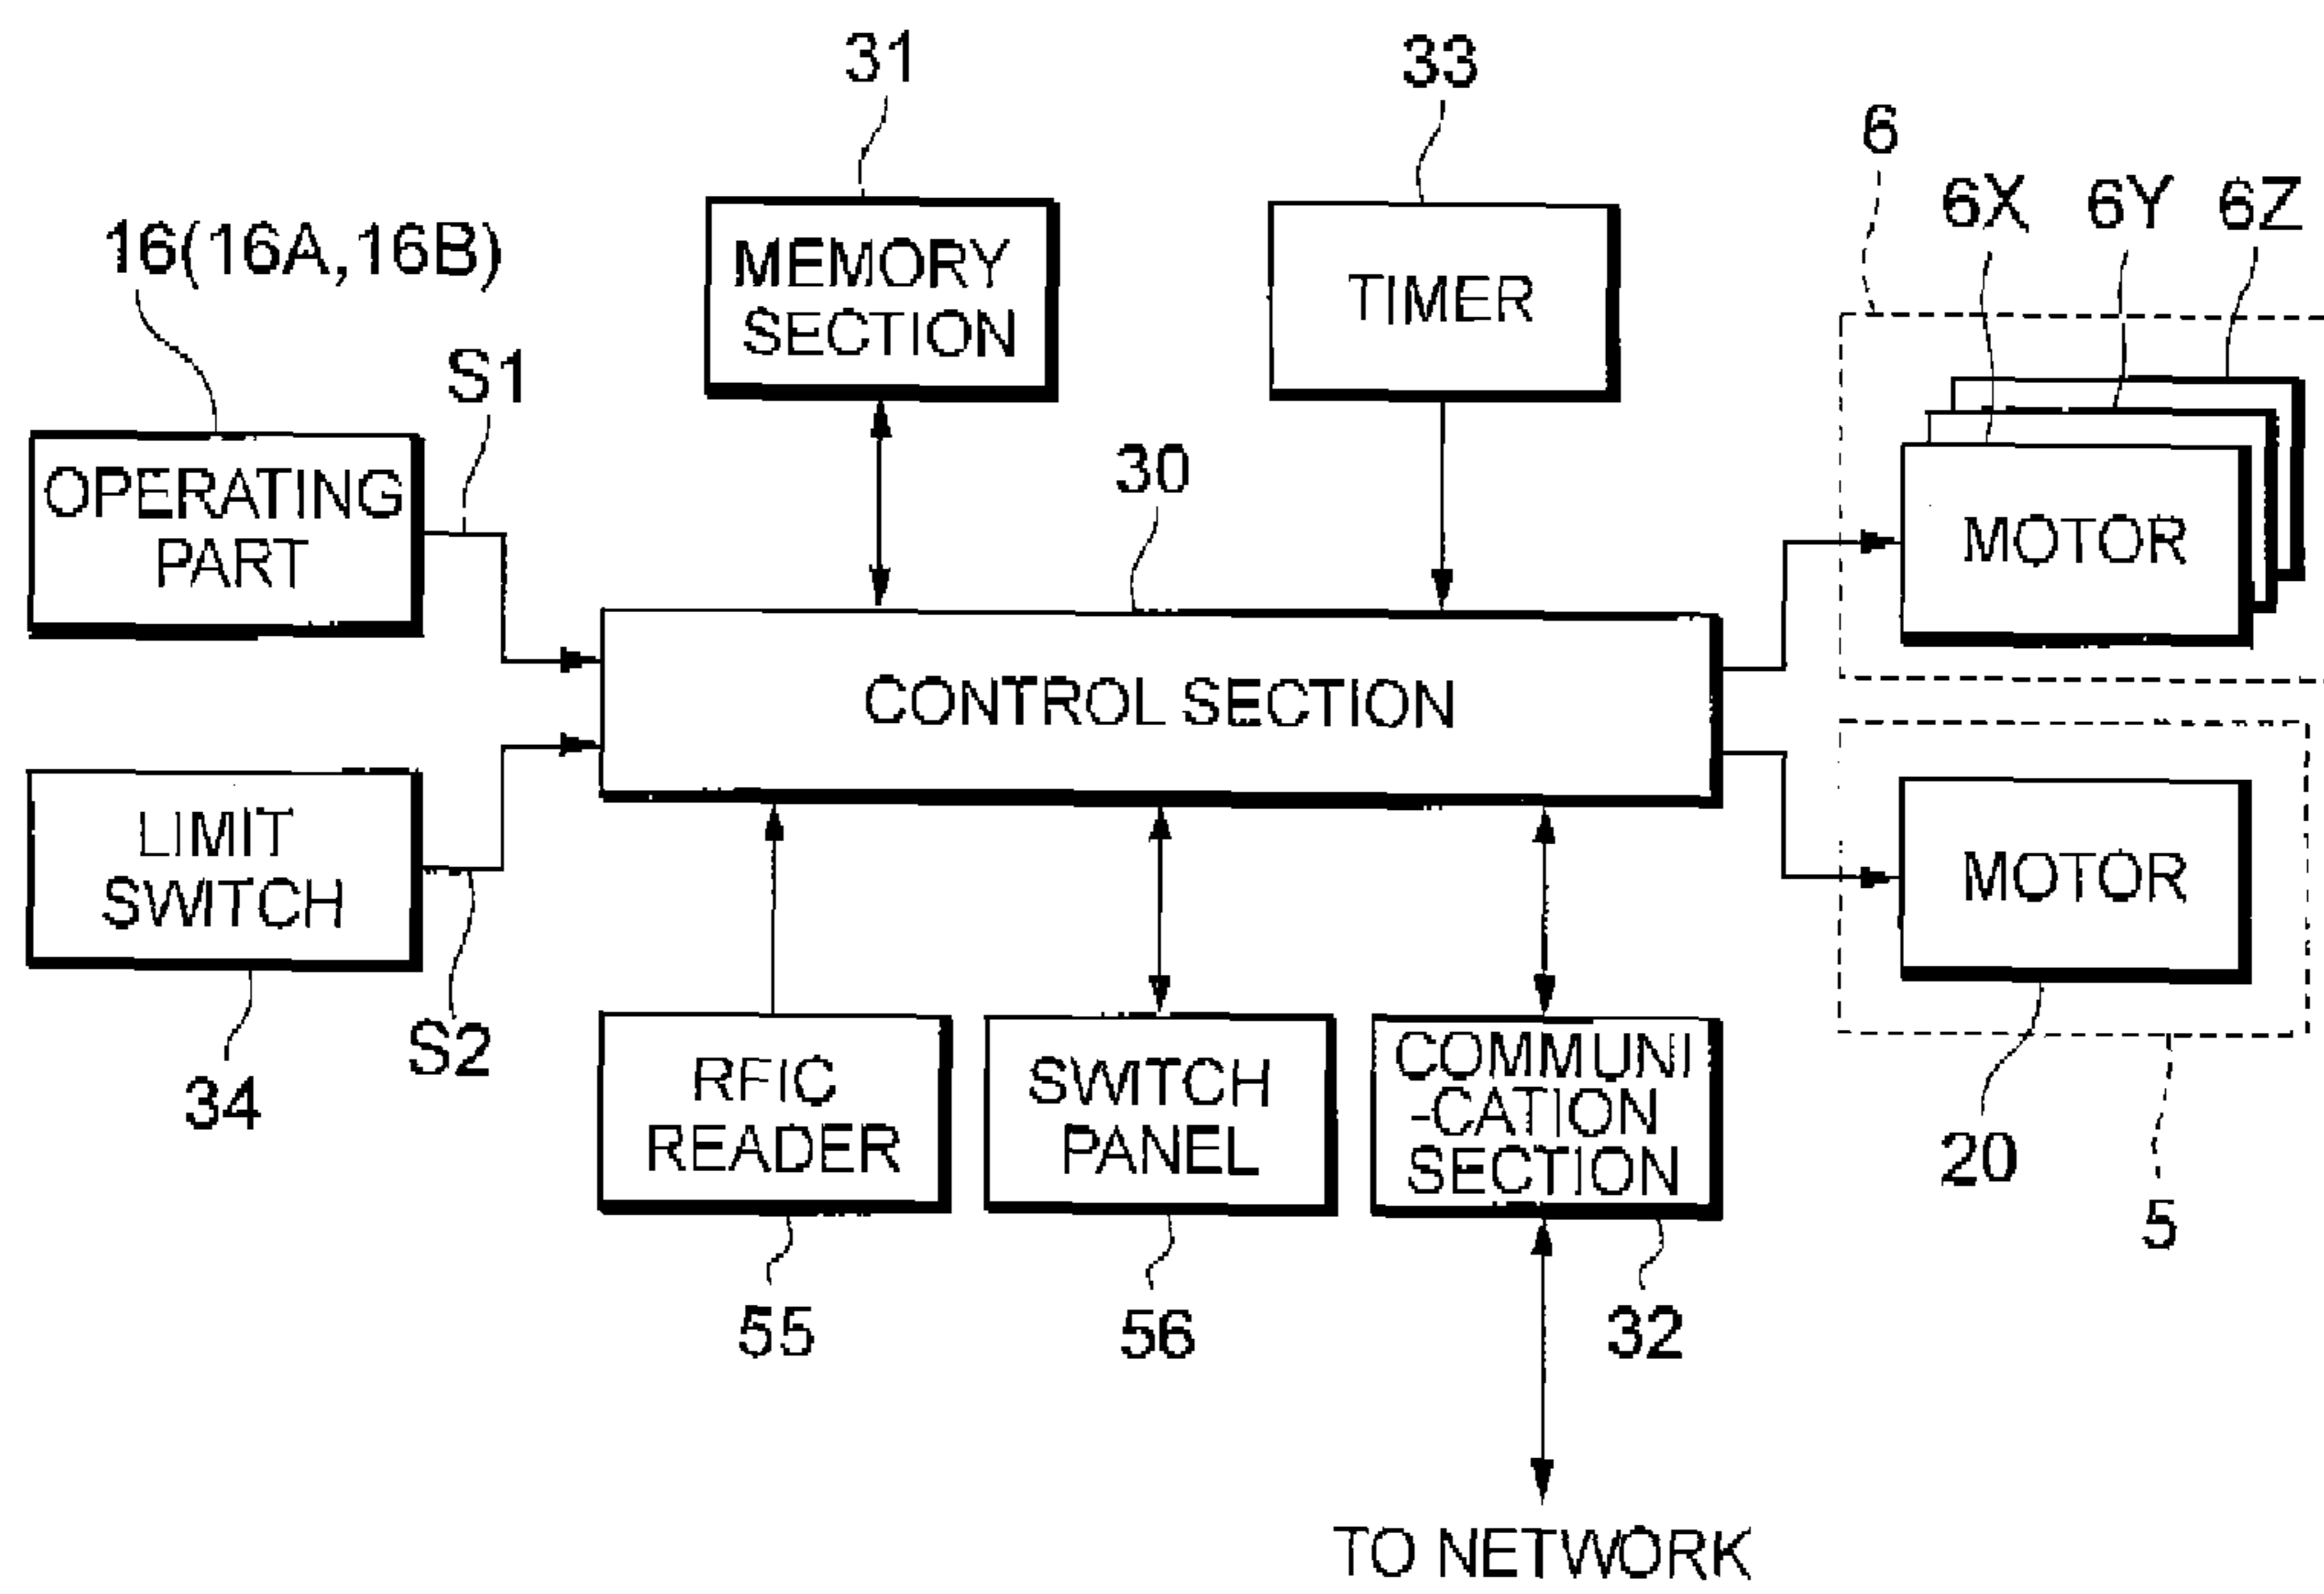 31
33
6
6X
6Y
6Z
16(16A,16B)
S1
MEMORY
SECTION
TIMER
30
OPERATING
PART
MOTOR
CONTROL SECTION
LIMIT
SWITCH
MOTOR
S2
34
RFIC
READER
SWITCH
PANEL
COMMUNI
-CATION
SECTION
20
5
55
56
32
TO NETWORK